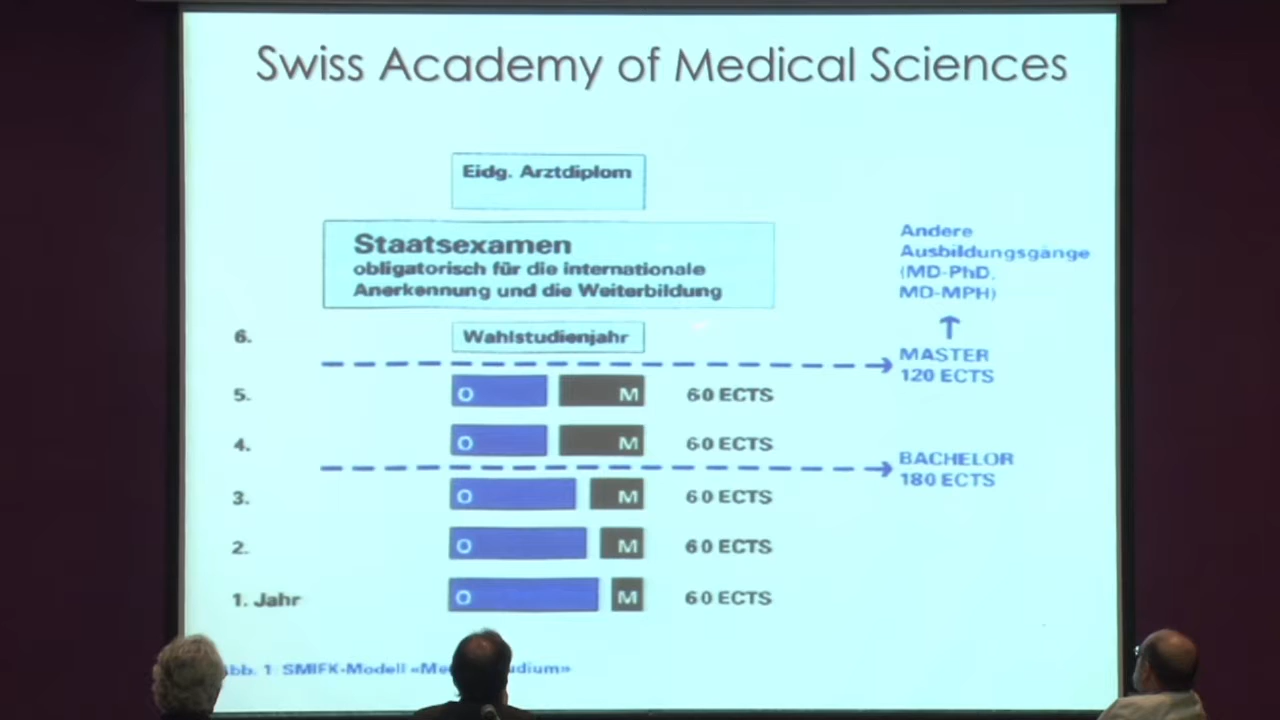 Swiss Academy of Medical Sciences
Eidg. Arztdiplom
Staatsexamen
obligatorisch für die internationale
Anerkennung und die Weiterbildung
Andere
Ausbildungsgänge
(MD-PhD,
MD-MPH)
6. Wahlstudienjahr
MASTER
120 ECTS
5. O M 60 ECTS
4. O M 60 ECTS
BACHELOR
180 ECTS
3. O M 60 ECTS
2. O M 60 ECTS
1. Jahr O M 60 ECTS
bb. 1 SMIFK-Modell